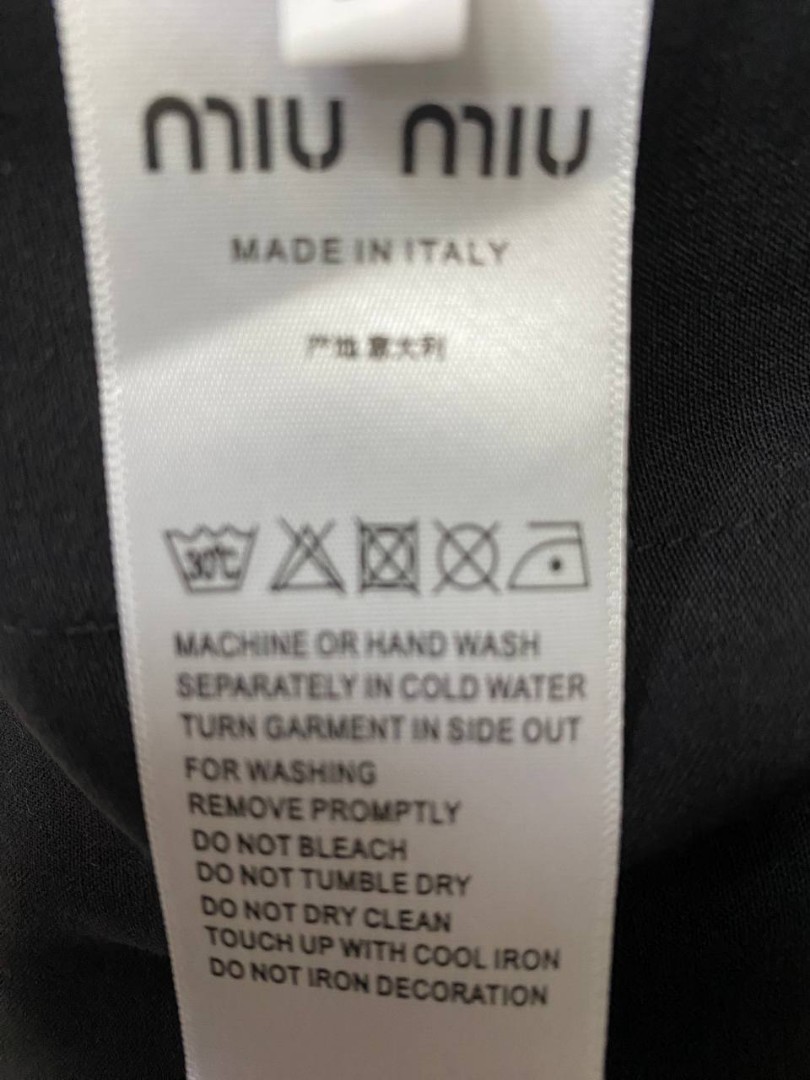 miu miu
MADE IN ITALY
产地 意大利
30℃
MACHINE OR HAND WASH
SEPARATELY IN COLD WATER
TURN GARMENT IN SIDE OUT
FOR WASHING
REMOVE PROMPTLY
DO NOT BLEACH
DO NOT TUMBLE DRY
DO NOT DRY CLEAN
TOUCH UP WITH COOL IRON
DO NOT IRON DECORATION